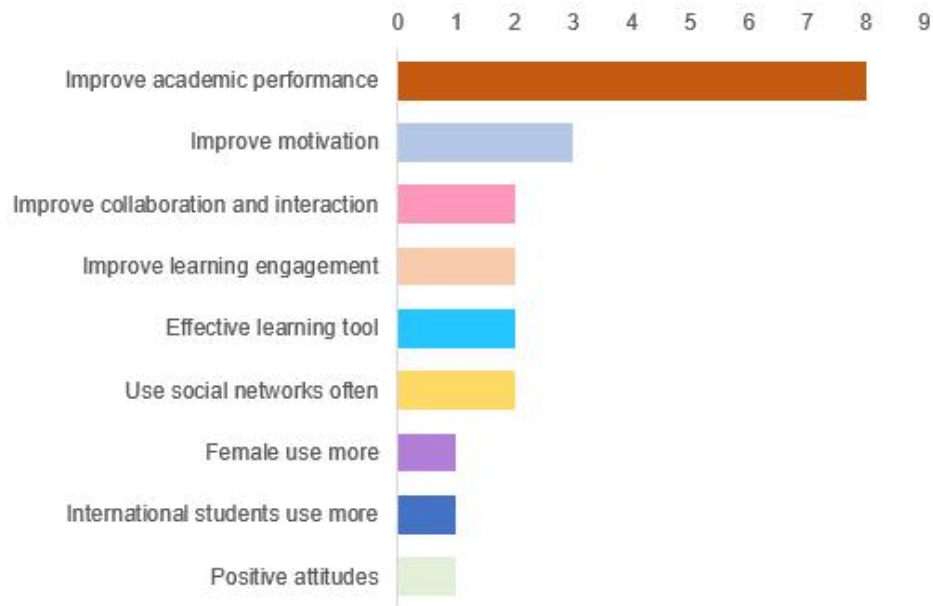 0 1 2 3 4 5 6 7 8 9
Improve academic performance
Improve motivation
Improve collaboration and interaction
Improve learning engagement
Effective learning tool
Use social networks often
Female use more
International students use more
Positive attitudes